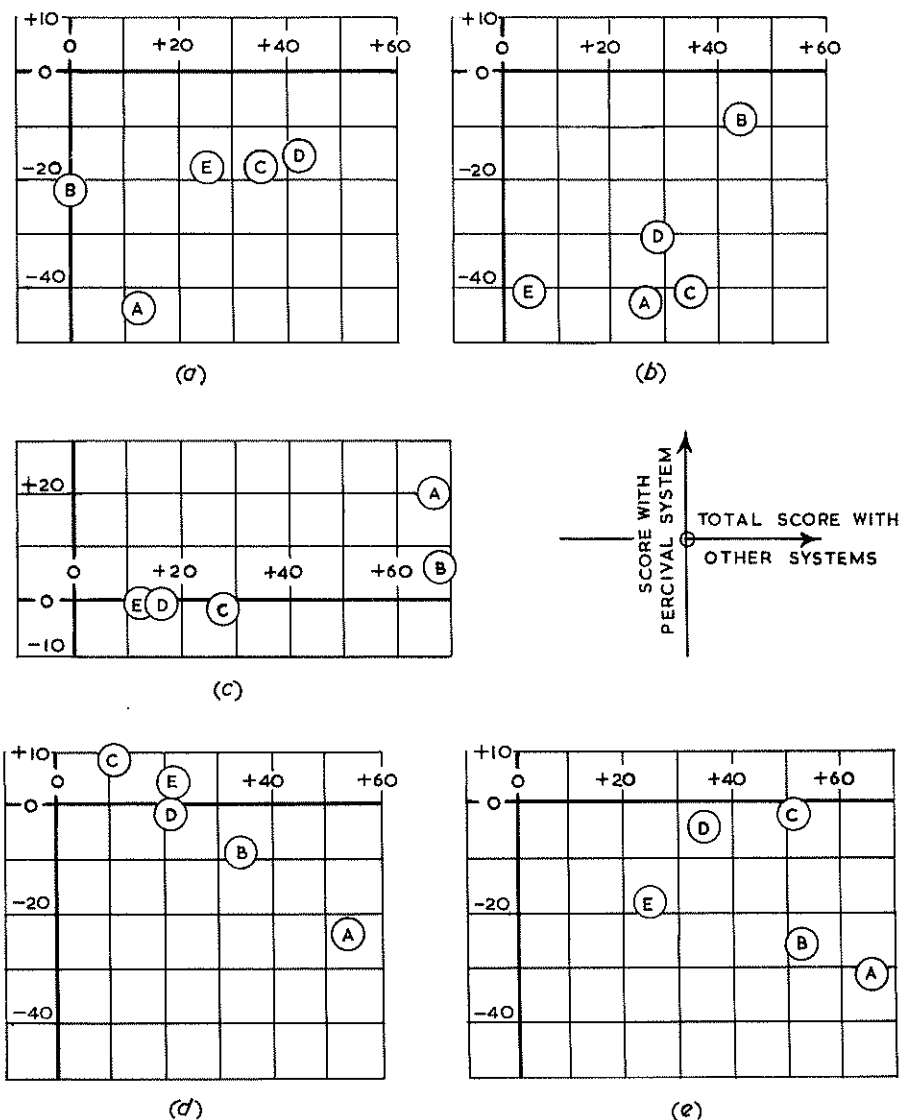 +10
0 +20 +40 +60
0
-20
-40
B
E
C
D
A
(a)
+10
0 +20 +40 +60
0
-20
-40
B
D
E
A
C
(b)
+20
A
0 +20 +40 +60
B
0
E
D
C
-10
(c)
SCORE WITH
PERCIVAL SYSTEM
TOTAL SCORE WITH
OTHER SYSTEMS
+10
C
0 +40 +60
E
0
D
B
-20
A
-40
(d)
+10
0 +20 +40 +60
0
C
D
-20
E
B
A
-40
(e)